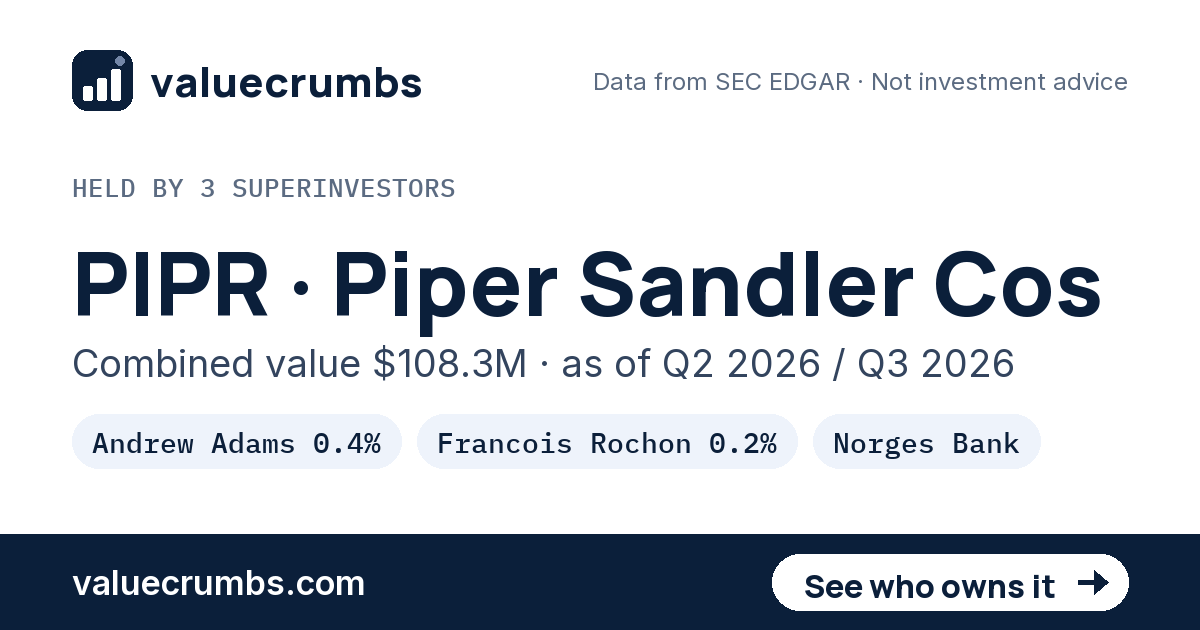 valuecrumbs
Data from SEC EDGAR · Not investment advice
HELD BY 3 SUPERINVESTORS
PIPR · Piper Sandler Cos
Combined value $108.3M · as of Q2 2026 / Q3 2026
Andrew Adams 0.4% Francois Rochon 0.2% Norges Bank
valuecrumbs.com
See who owns it →